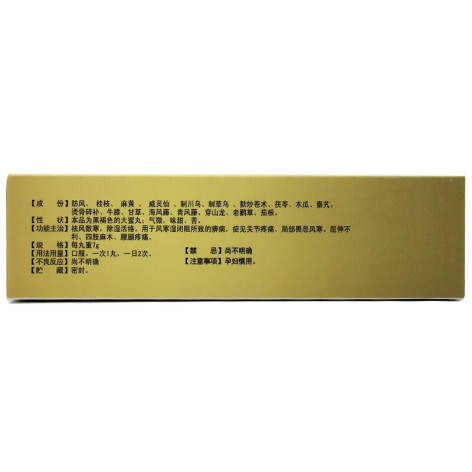 【成 份】防风、桂枝、麻黄、威灵仙、制川乌、制草乌、麸炒苍术、茯苓、木瓜、秦艽、
烫骨碎补、牛膝、甘草、海风藤、青风藤、穿山龙、老鹳草、茄根。
【性 状】本品为黑褐色的大蜜丸；气微，味甜、苦。
【功能主治】祛风散寒，除湿活络。用于风寒湿闭阻所致的痹病，症见关节疼痛、局部畏恶风寒、屈伸不
利、四肢麻木、腰腿疼痛。
【规 格】每丸重7g
【用法用量】口服。一次1丸，一日2次。
【不良反应】尚不明确
【贮 藏】密封。
【禁 忌】尚不明确
【注意事项】孕妇慎用。